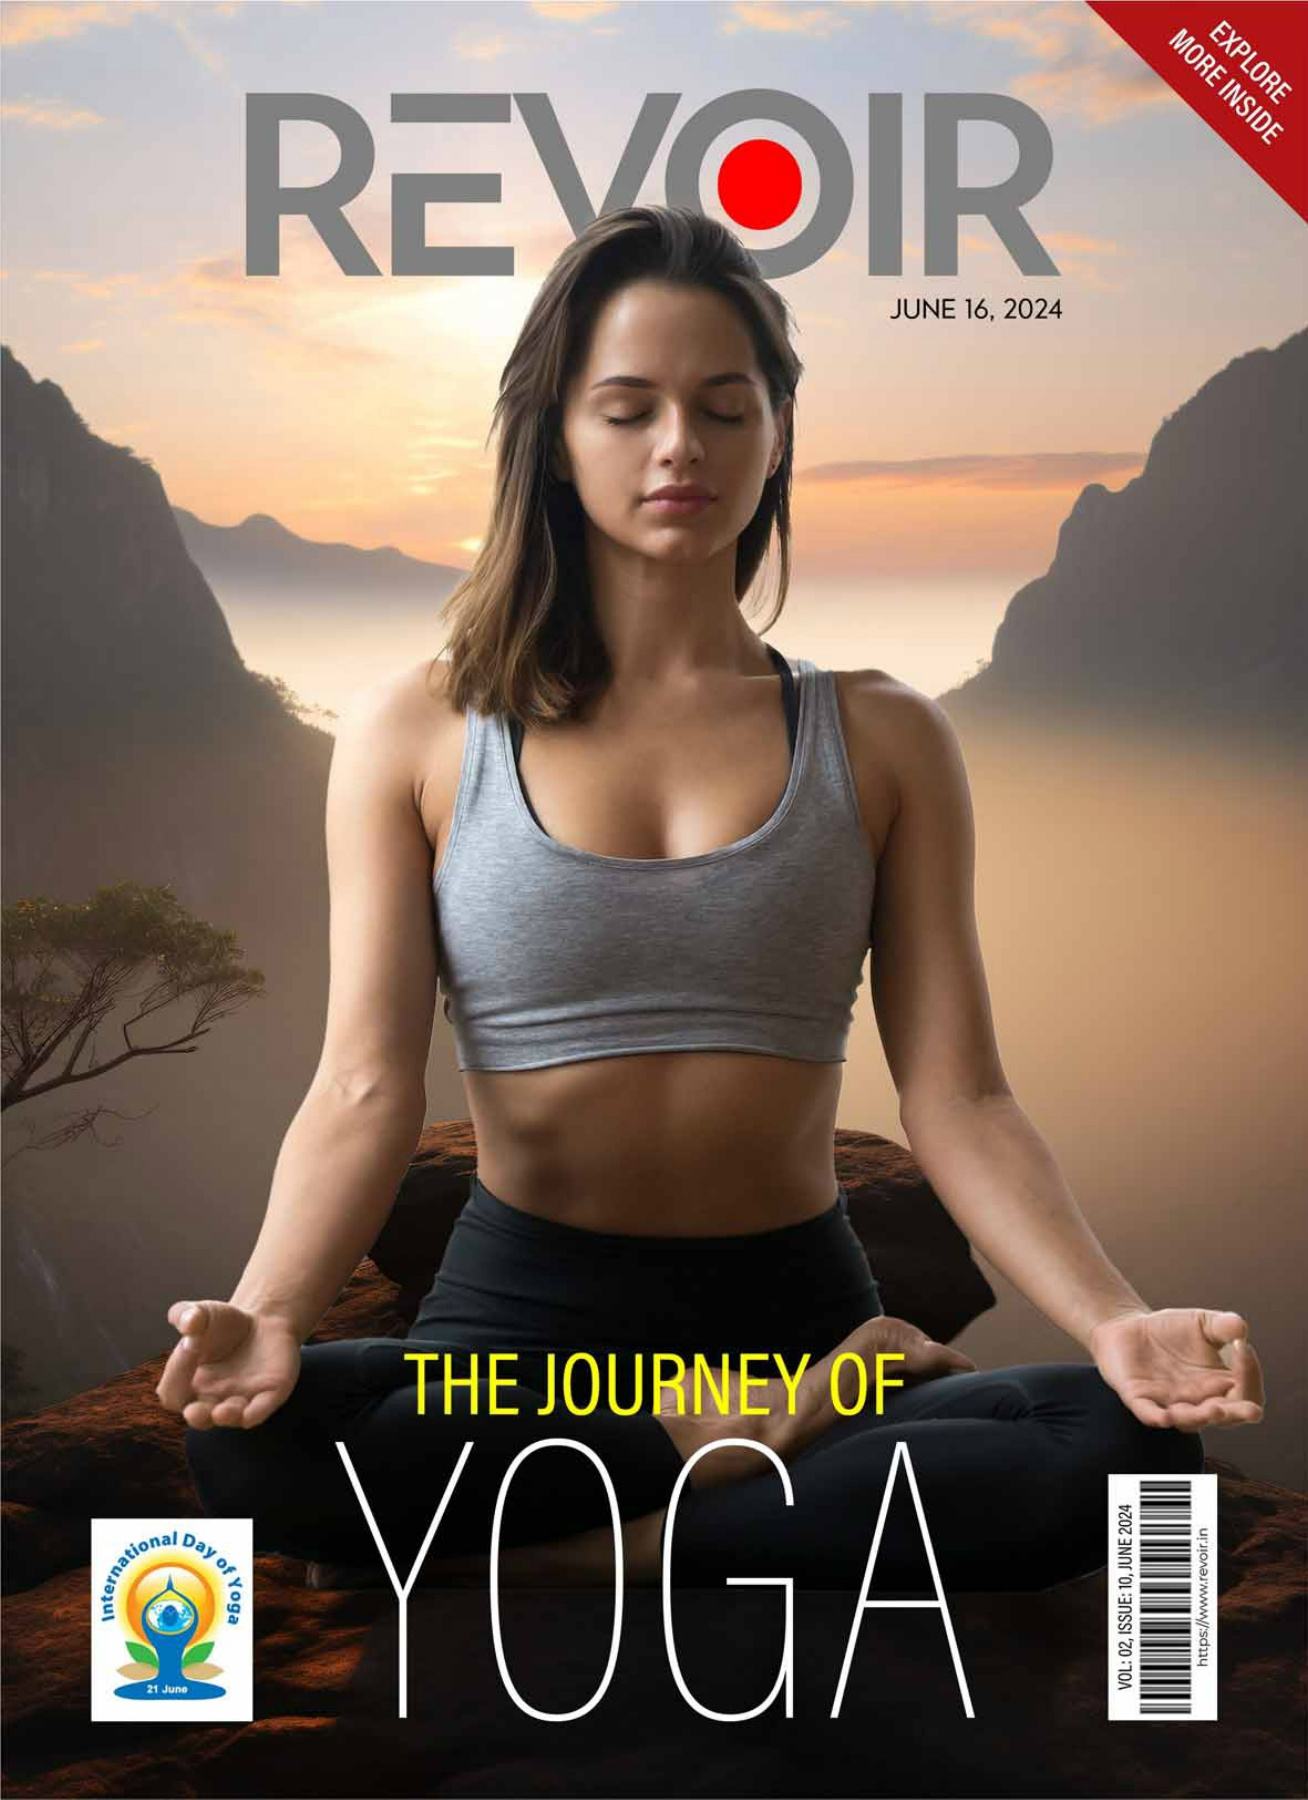 EXPLORE
MORE INSIDE
REVOIR
JUNE 16, 2024
THE JOURNEY OF
YOGA
International Day of Yoga
21 June
VOL: 02, ISSUE: 10, JUNE 2024
https://www.revoir.in